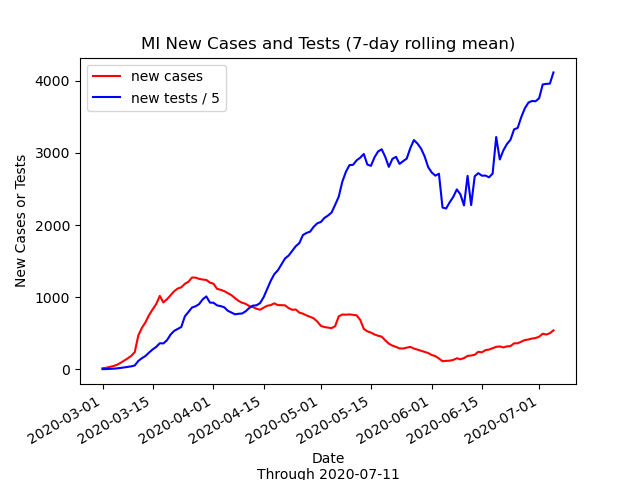 MI New Cases and Tests (7-day rolling mean)
new cases
new tests / 5
4000
3000
2000
1000
0
New Cases or Tests
2020-03-01
2020-03-15
2020-04-01
2020-04-15
2020-05-01
2020-05-15
2020-06-01
2020-06-15
2020-07-01
Date
Through 2020-07-11